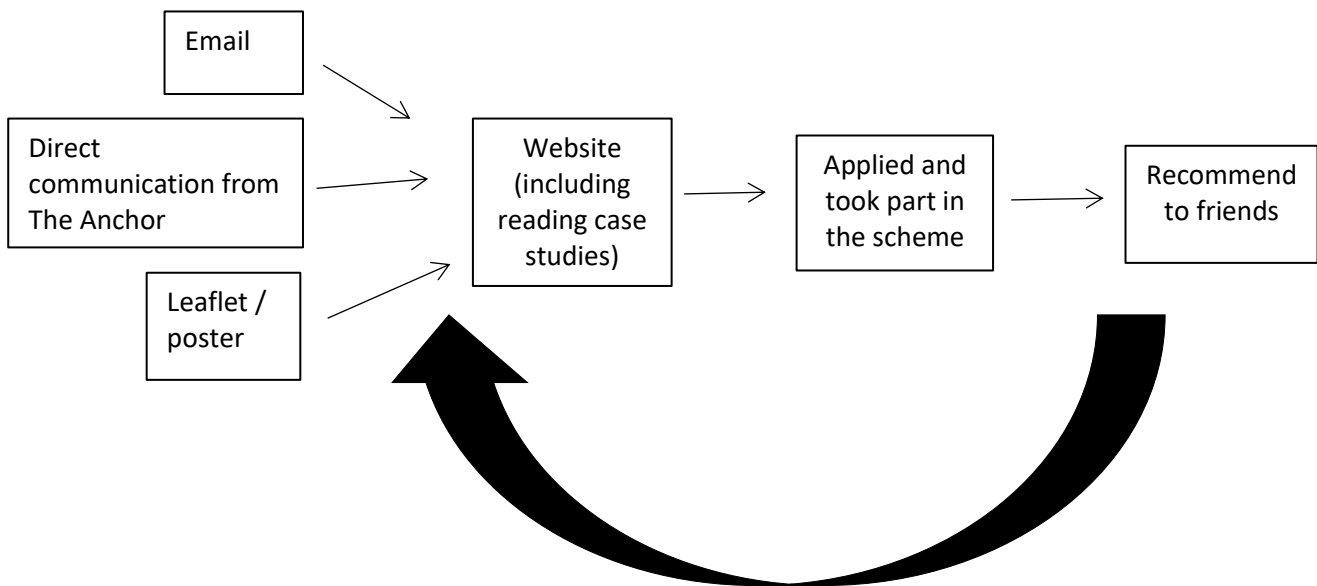 Email
Direct
communication from
The Anchor
Leaflet /
poster
Website
(including
reading case
studies)
Applied and
took part in
the scheme
Recommend
to friends